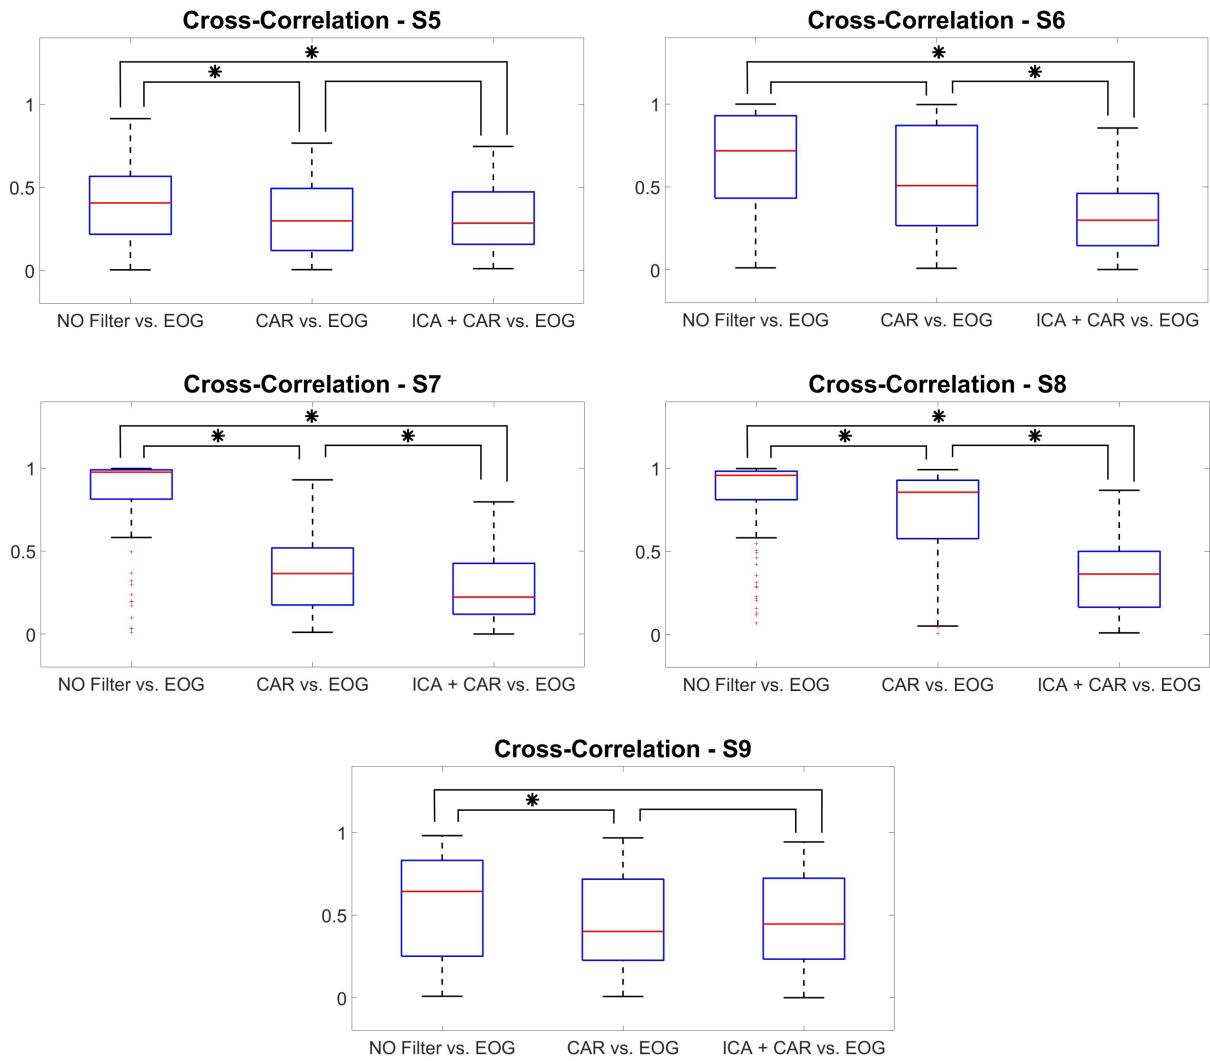 Cross-Correlation - S5
*
*
1
0.5
0
NO Filter vs. EOG CAR vs. EOG ICA + CAR vs. EOG
Cross-Correlation - S6
*
*
1
0.5
0
NO Filter vs. EOG CAR vs. EOG ICA + CAR vs. EOG
Cross-Correlation - S7
*
* *
1
0.5
0
NO Filter vs. EOG CAR vs. EOG ICA + CAR vs. EOG
Cross-Correlation - S8
*
* *
1
0.5
0
NO Filter vs. EOG CAR vs. EOG ICA + CAR vs. EOG
Cross-Correlation - S9
*
1
0.5
0
NO Filter vs. EOG CAR vs. EOG ICA + CAR vs. EOG